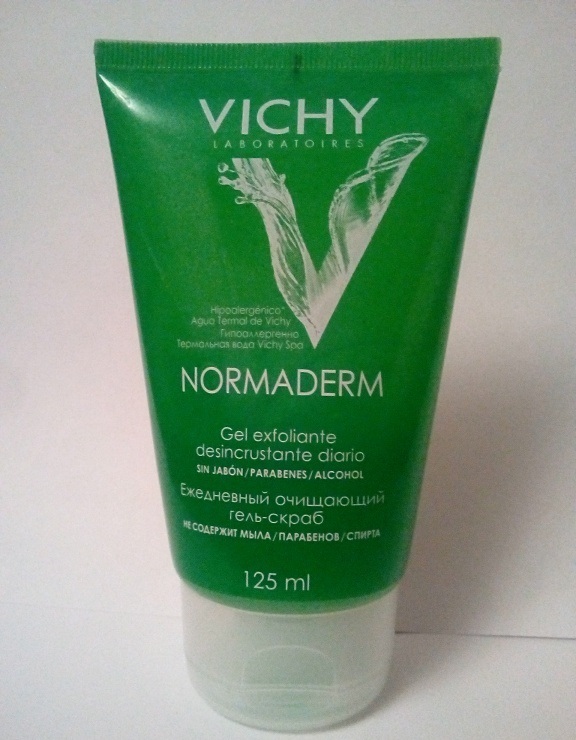 VICHY
LABORATOIRES
Hipoalergénico*
Agua Termal de Vichy
Гипоаллергенно
Термальная вода Vichy Spa
NORMADERM
Gel exfoliante
desincrustante diario
SIN JABÓN/PARABENES/ALCOHOL
Ежедневный очищающий
гель-скраб
НЕ СОДЕРЖИТ МЫЛА/ПАРАБЕНОВ/СПИРТА
125 ml